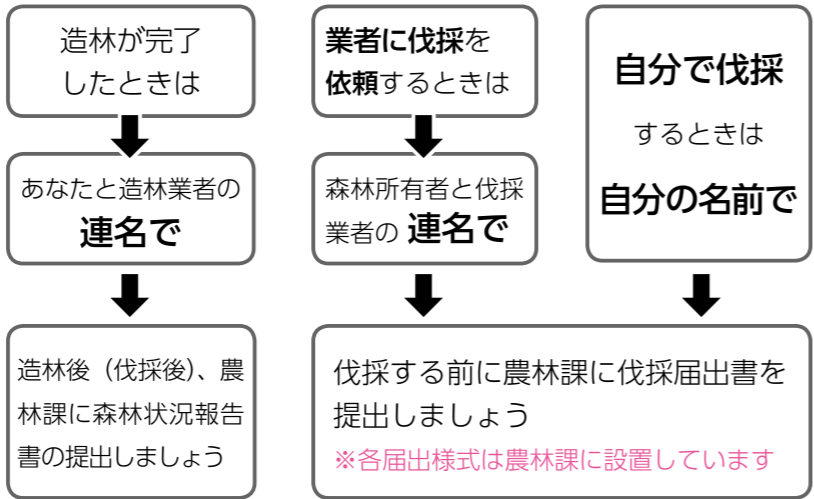 造林が完了
したときは
あなたと造林業者の
連名で
造林後（伐採後）、農
林課に森林状況報告
書の提出しましょう
業者に伐採を
依頼するときは
森林所有者と伐採
業者の 連名で
自分で伐採
するときは
自分の名前で
伐採する前に農林課に伐採届出書を
提出しましょう
※各届出様式は農林課に設置しています